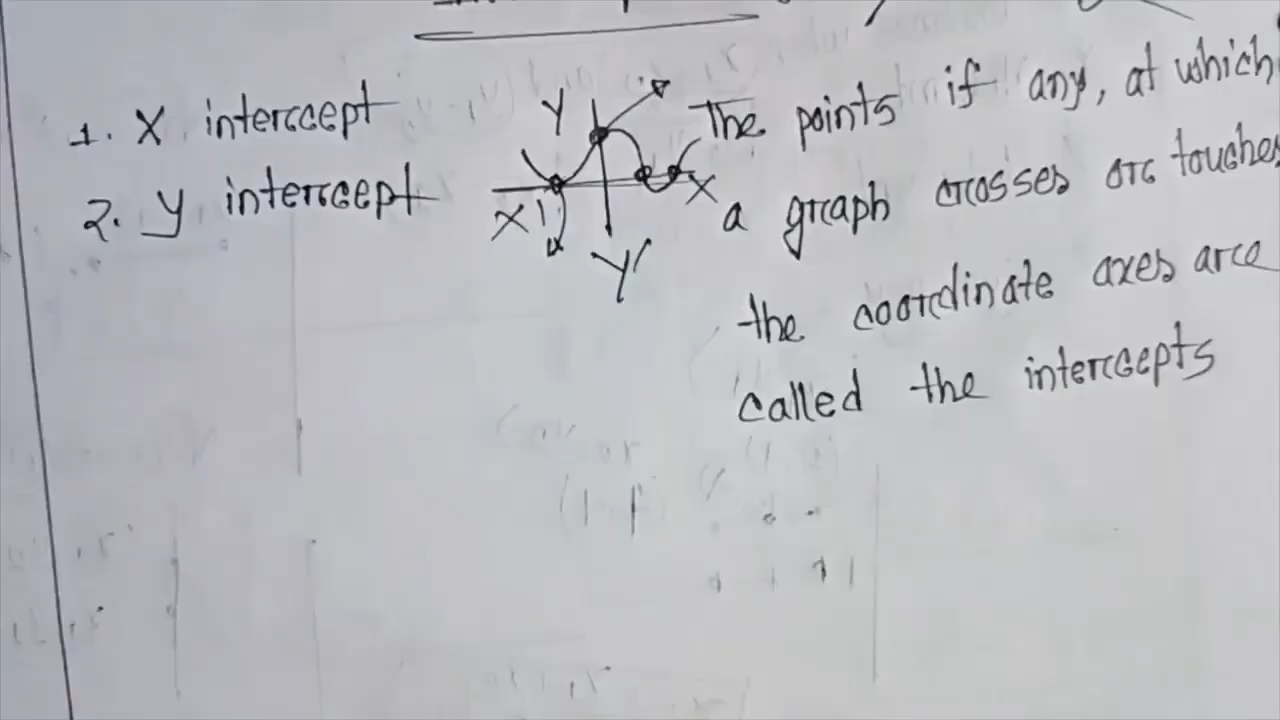 1. X intercept
2. y intercept
Y
X
X'
Y'
The points if any, at which
a graph crosses or touches
the coordinate axes are
called the intercepts